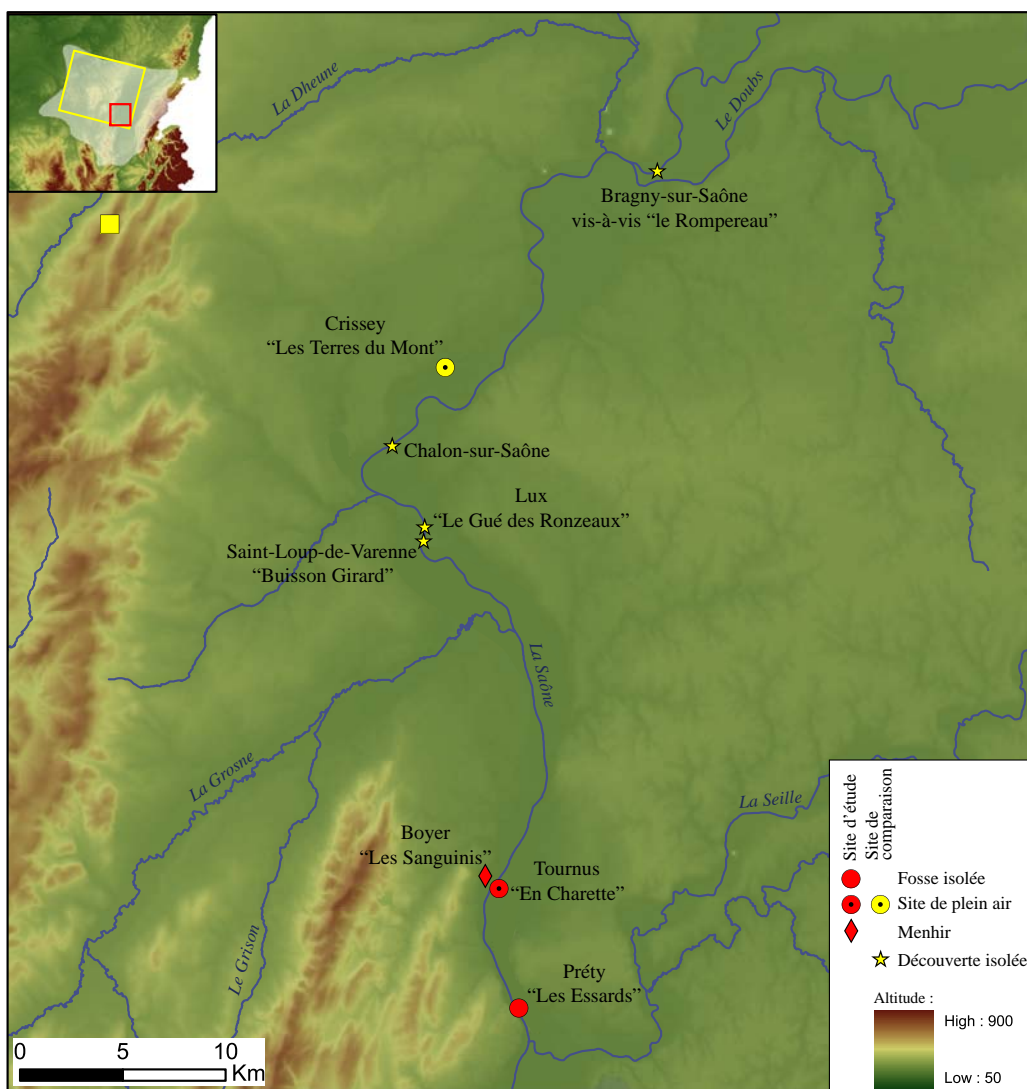 La Dheune
Le Doubs
Bragny-sur-Saône
vis-à-vis “le Rompereau”
Crissey
“Les Terres du Mont”
Chalon-sur-Saône
Lux
“Le Gué des Ronzeaux”
Saint-Loup-de-Varenne
“Buisson Girard”
La Saône
La Grosne
La Seille
Boyer
“Les Sanguinis”
Tournus
“En Charette”
Le Grison
Préty
“Les Essards”
Site d’étude
Site de
comparaison
Fosse isolée
Site de plein air
Menhir
Découverte isolée
Altitude :
High : 900
Low : 50
0 5 10
Km